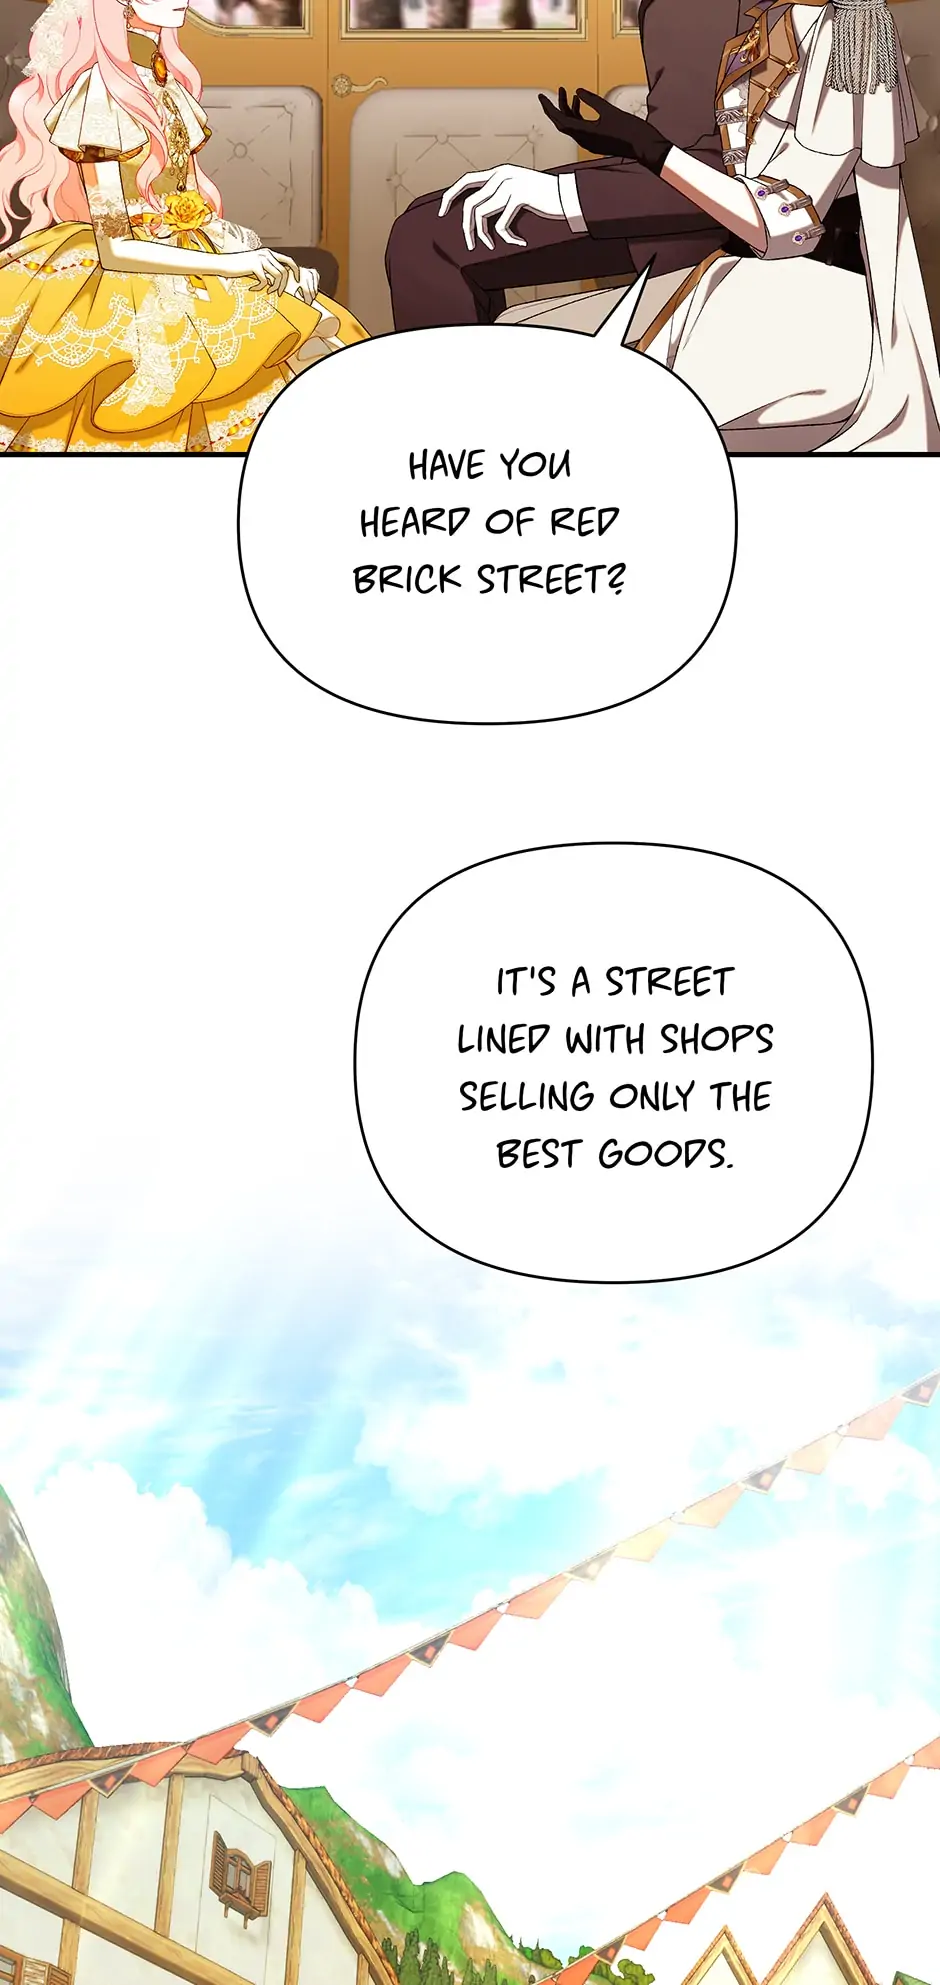 HAVE YOU
HEARD OF RED
BRICK STREET?
IT'S A STREET
LINED WITH SHOPS
SELLING ONLY THE
BEST GOODS.